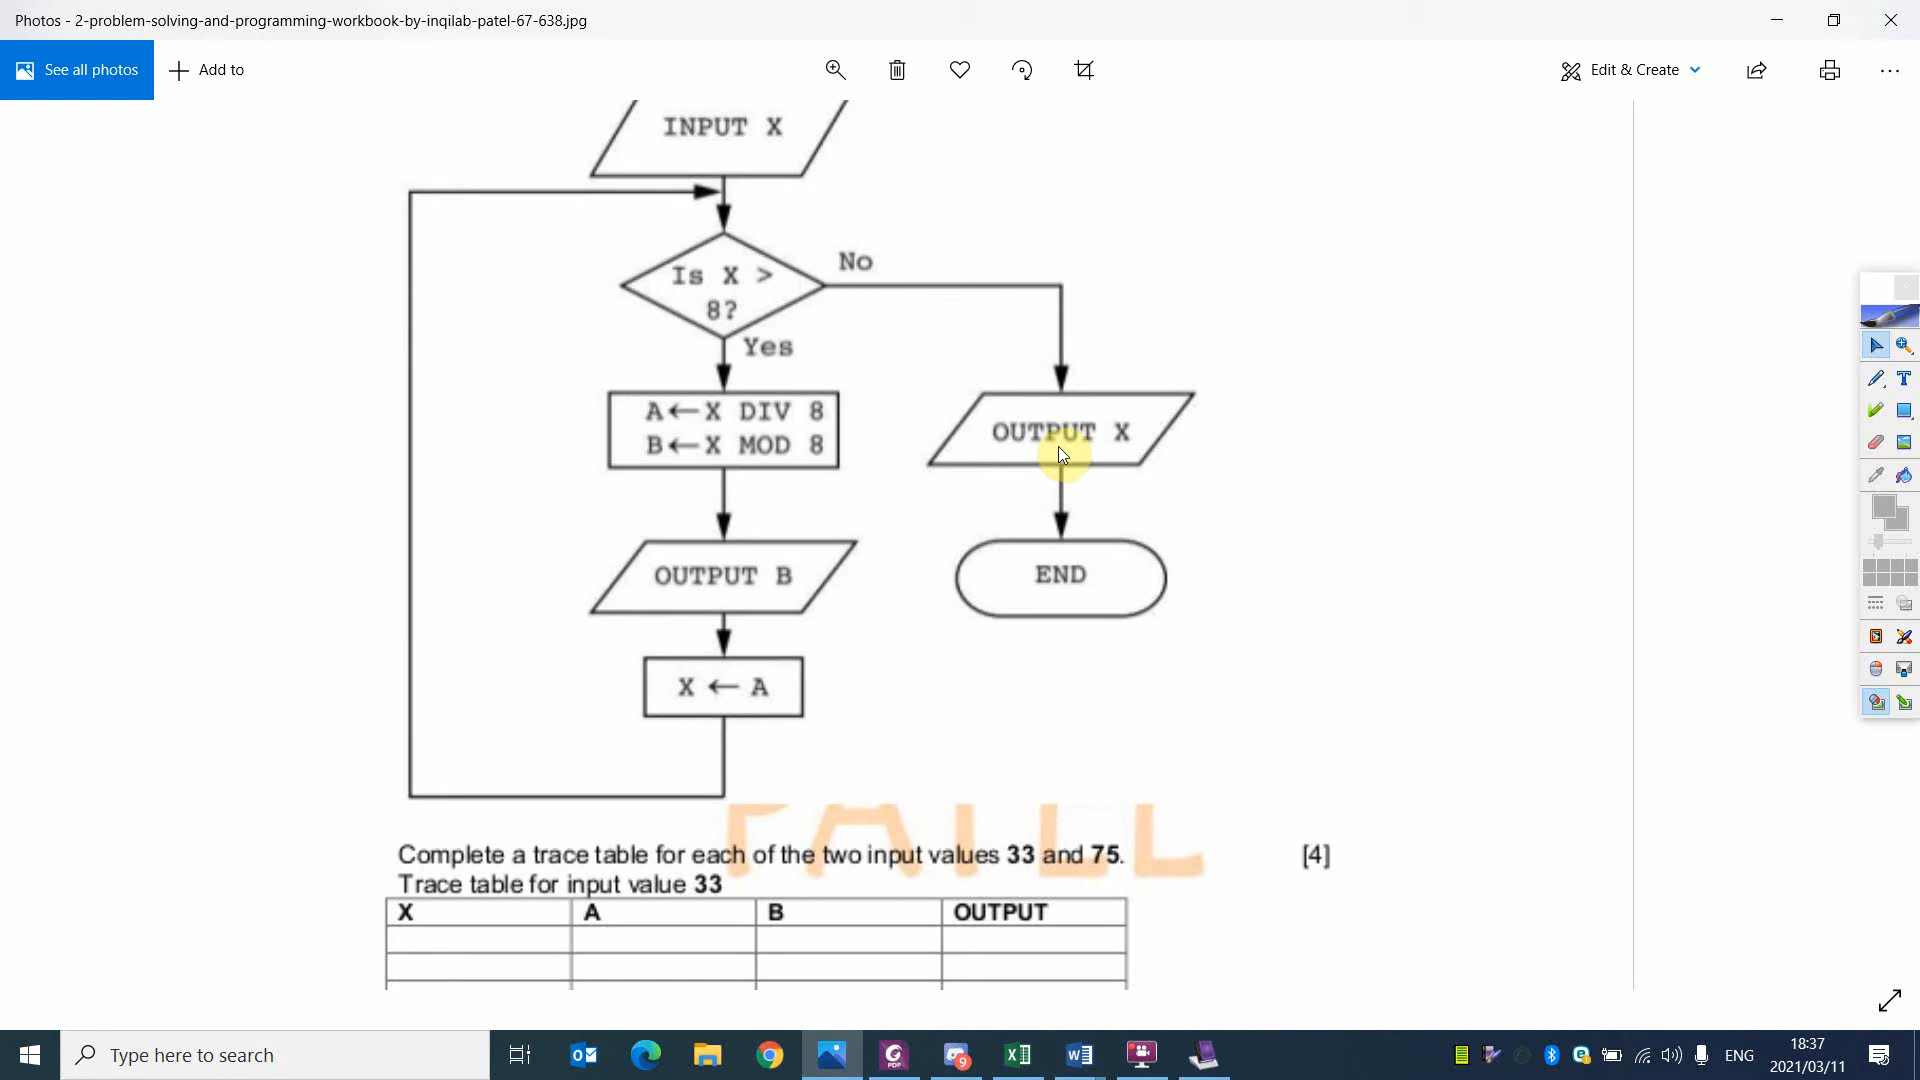 Photos - 2-problem-solving-and-programming-workbook-by-inqilab-patel-67-638.jpg
See all photos
Add to
Edit & Create
INPUT X
Is X >
8?
No
Yes
A←X DIV 8
B←X MOD 8
OUTPUT X
OUTPUT B
END
X ← A
Complete a trace table for each of the two input values 33 and 75. [4]
Trace table for input value 33
X A B OUTPUT
Type here to search
ENG
18:37
2021/03/11